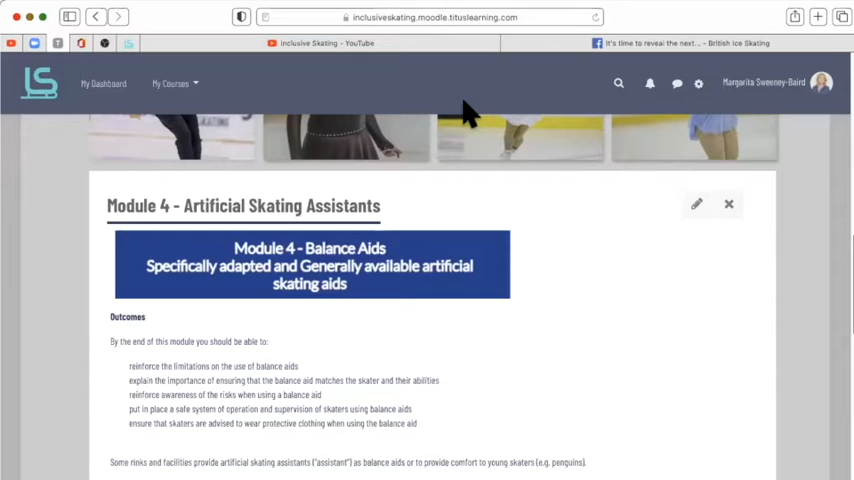 inclusiveskating.moodle.tituslearning.com
Inclusive Skating - YouTube
It's time to reveal the next... - British Ice Skating
LS
My Dashboard
My Courses
Margarita Sweeney-Baird
Module 4 - Artificial Skating Assistants
Module 4 - Balance Aids
Specifically adapted and Generally available artificial
skating aids
Outcomes
By the end of this module you should be able to:
reinforce the limitations on the use of balance aids
explain the importance of ensuring that the balance aid matches the skater and their abilities
reinforce awareness of the risks when using a balance aid
put in place a safe system of operation and supervision of skaters using balance aids
ensure that skaters are advised to wear protective clothing when using the balance aid
Some rinks and facilities provide artificial skating assistants ("assistant") as balance aids or to provide comfort to young skaters (e.g. penguins).